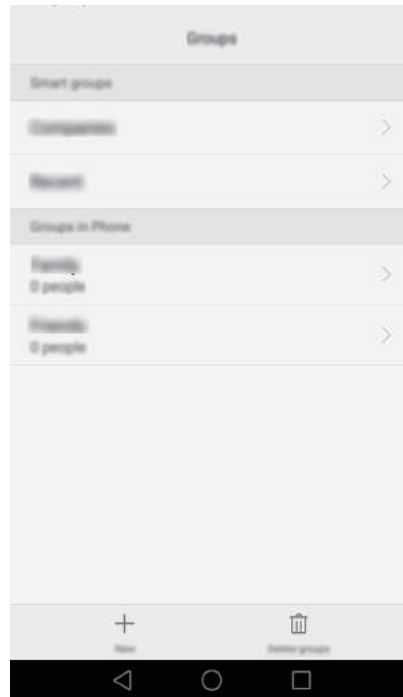 Groups
Smart groups
Companies
Recent
Groups in Phone
Family
0 people
Friends
0 people
New
Delete groups